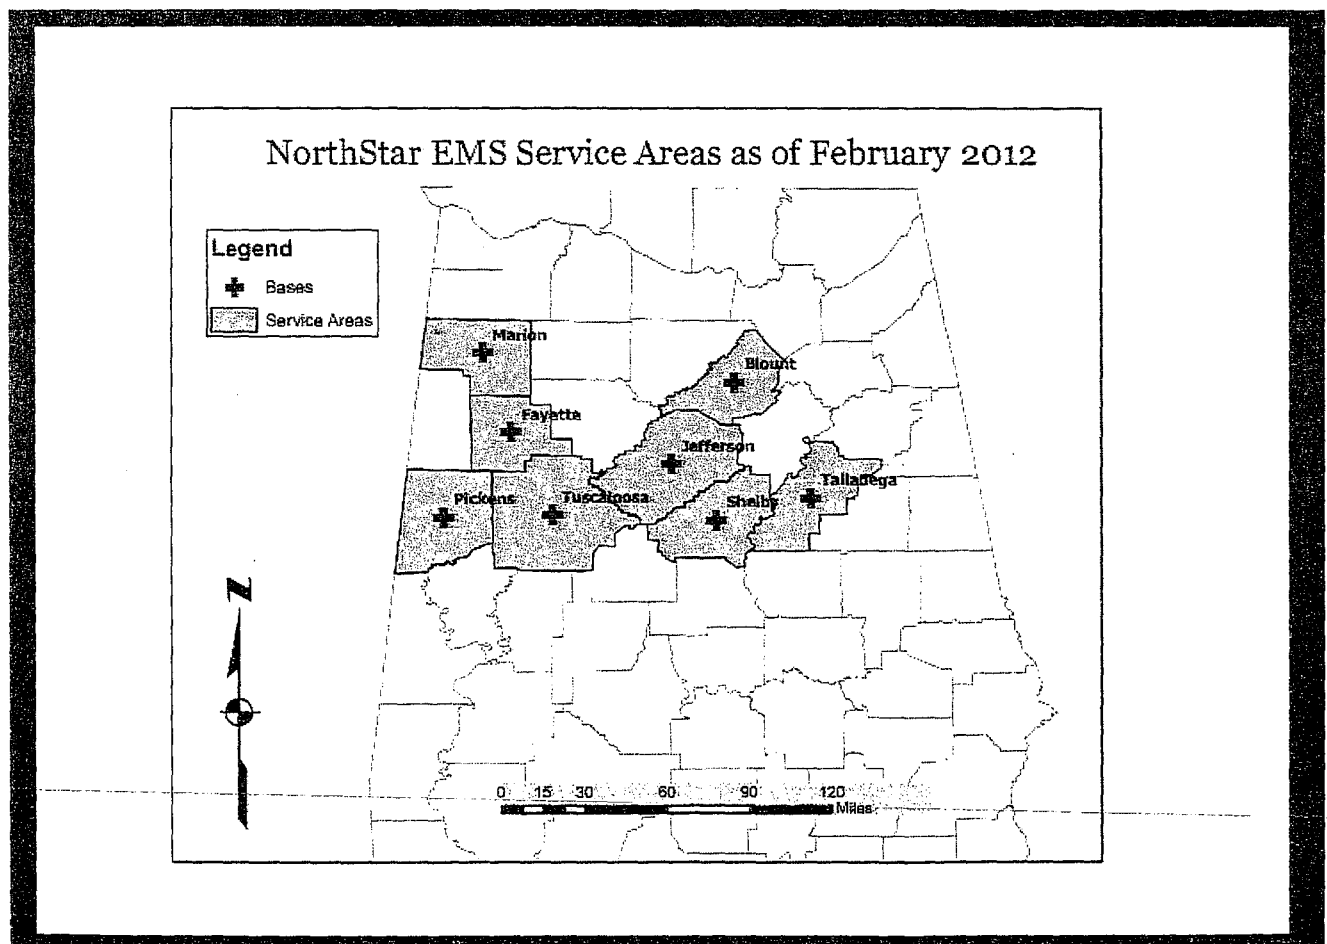 NorthStar EMS Service Areas as of February 2012
Legend
Bases
Service Areas
Marion
Blount
Fayette
Jefferson
Talladega
Pickens
Tuscaloosa
Shelby
N
0 15 30 60 90 120
Miles